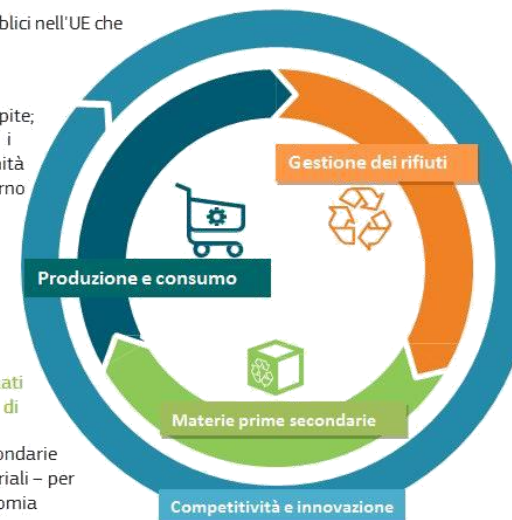 blici nell'UE che
pite;
i
ità
rno
Gestione dei rifiuti
Produzione e consumo
ati
di
Materie prime secondarie
ondarie
riali – per
omia
Competitività e innovazione